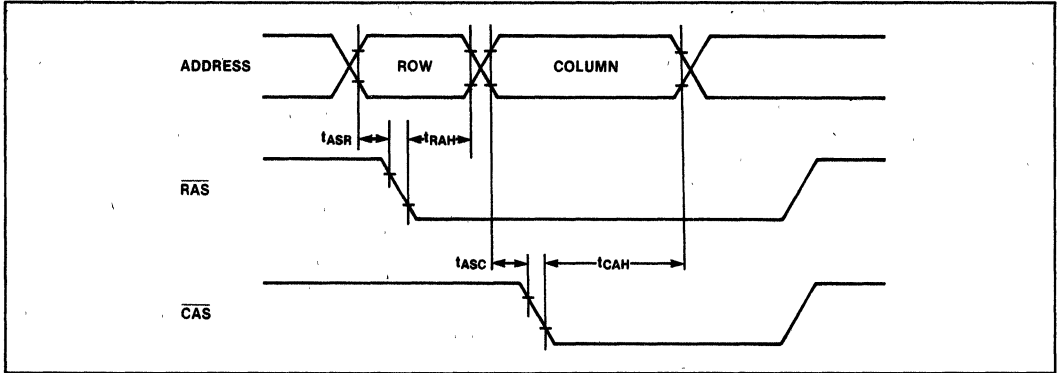 ADDRESS ROW COLUMN
tASR tRAH
RAS
tASC tCAH
CAS